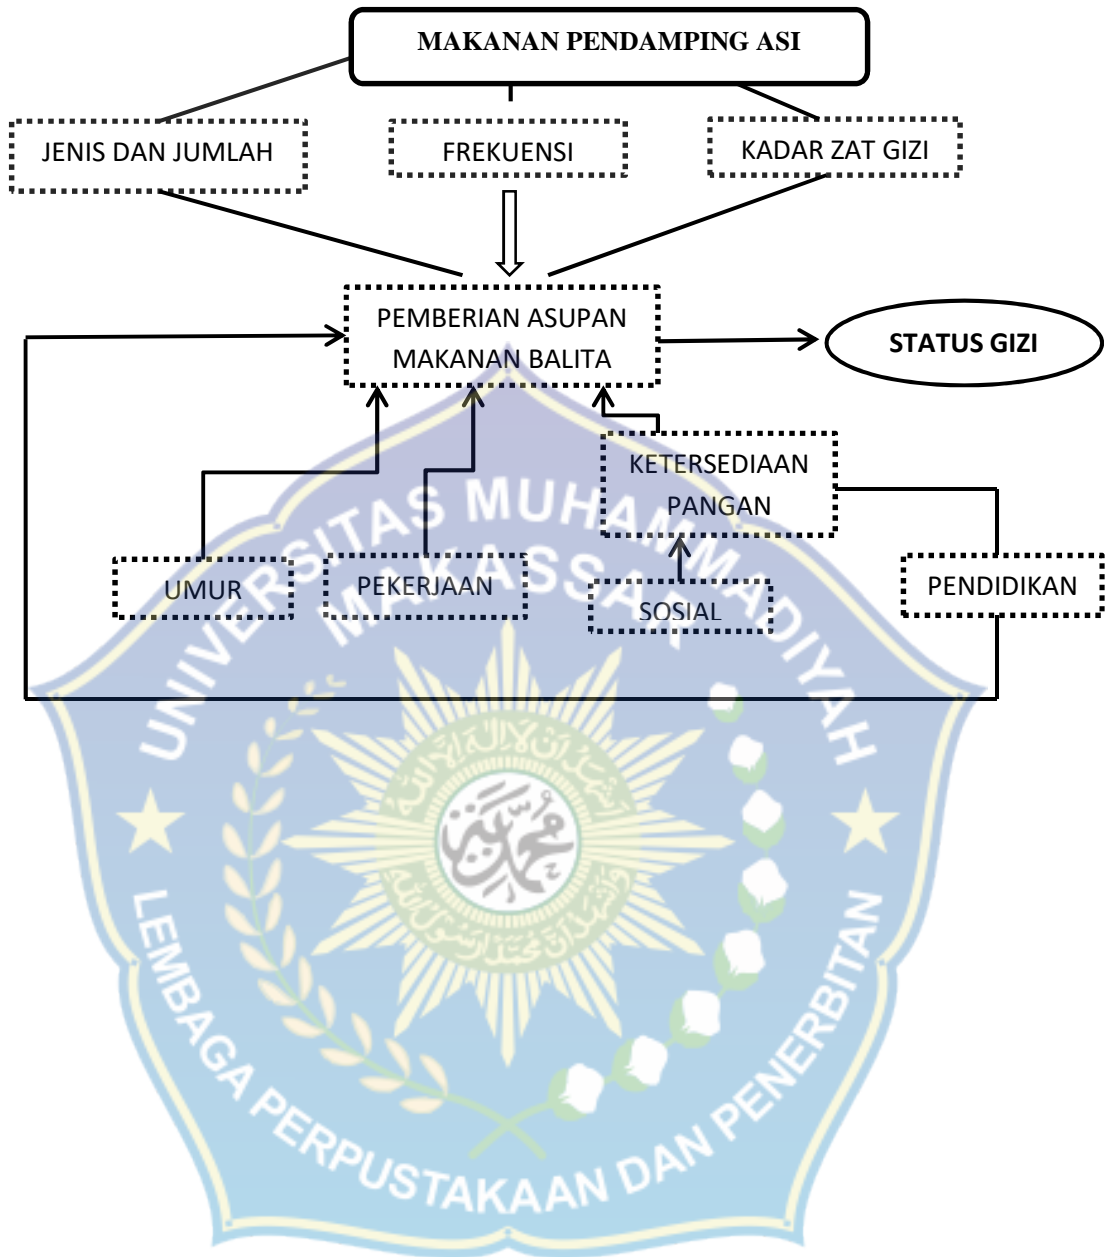 MAKANAN PENDAMPING ASI
JENIS DAN JUMLAH
FREKUENSI
KADAR ZAT GIZI
PEMBERIAN ASUPAN
MAKANAN BALITA
STATUS GIZI
KETERSEDIAAN
PANGAN
UMUR
PEKERJAAN
SOSIAL
PENDIDIKAN
UNIVERSITAS MUHAMMADIYAH
MAKASSAR
LEMBAGA PERPUSTAKAAN DAN PENERBITAN